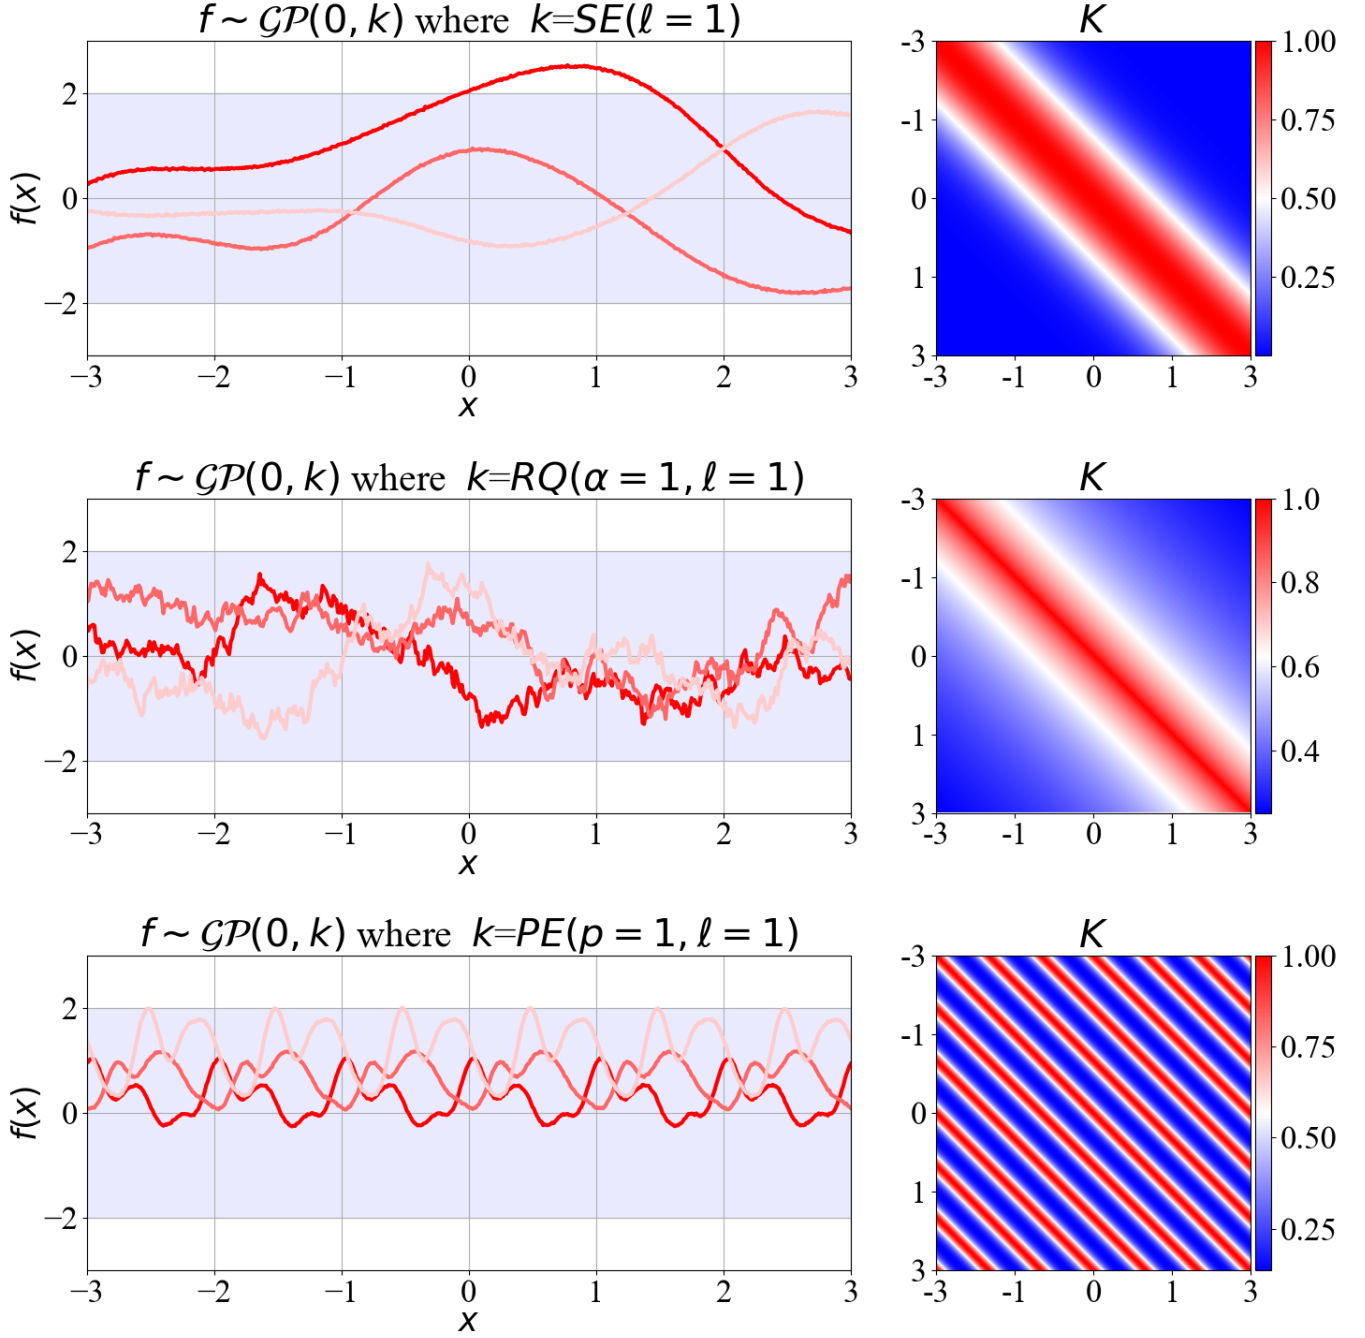 f ~ 𝒢𝒫(0, k) where k=SE(ℓ = 1)
K
f(x)
2
0
−2
−3 −2 −1 0 1 2 3
x
-3
-1
0
1
3
-3 -1 0 1 3
1.00
0.75
0.50
0.25
f ~ 𝒢𝒫(0, k) where k=RQ(α = 1, ℓ = 1)
K
f(x)
2
0
−2
−3 −2 −1 0 1 2 3
x
-3
-1
0
1
3
-3 -1 0 1 3
1.0
0.8
0.6
0.4
f ~ 𝒢𝒫(0, k) where k=PE(p = 1, ℓ = 1)
K
f(x)
2
0
−2
−3 −2 −1 0 1 2 3
x
-3
-1
0
1
3
-3 -1 0 1 3
1.00
0.75
0.50
0.25